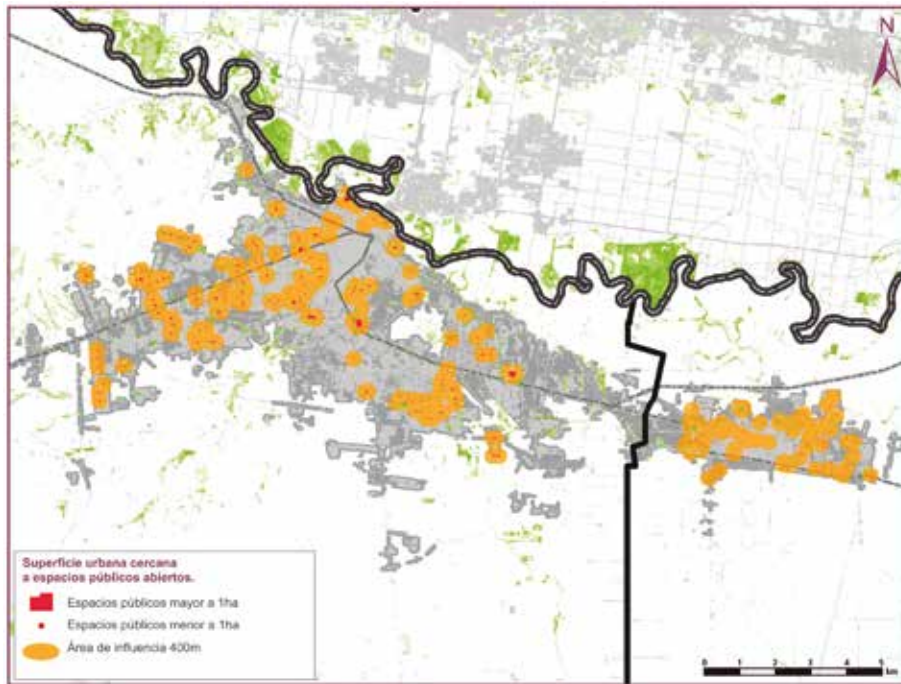 N
Superficie urbana cercana
a espacios públicos abiertos.
Espacios públicos mayor a 1ha
Espacios públicos menor a 1ha
Área de influencia 400m
0 1 2 3 4 5
km